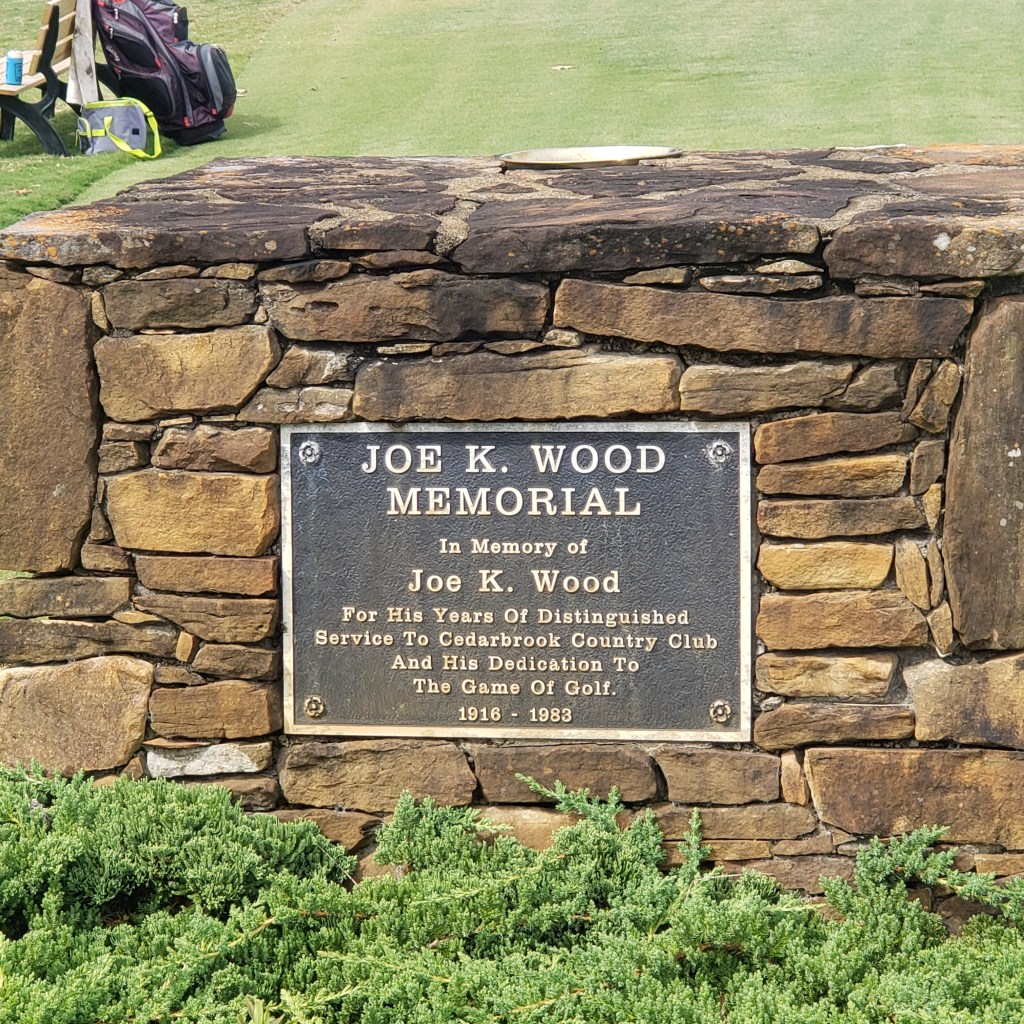 JOE K. WOOD
MEMORIAL
In Memory of
Joe K. Wood
For His Years Of Distinguished
Service To Cedarbrook Country Club
And His Dedication To
The Game Of Golf.
1916 - 1983